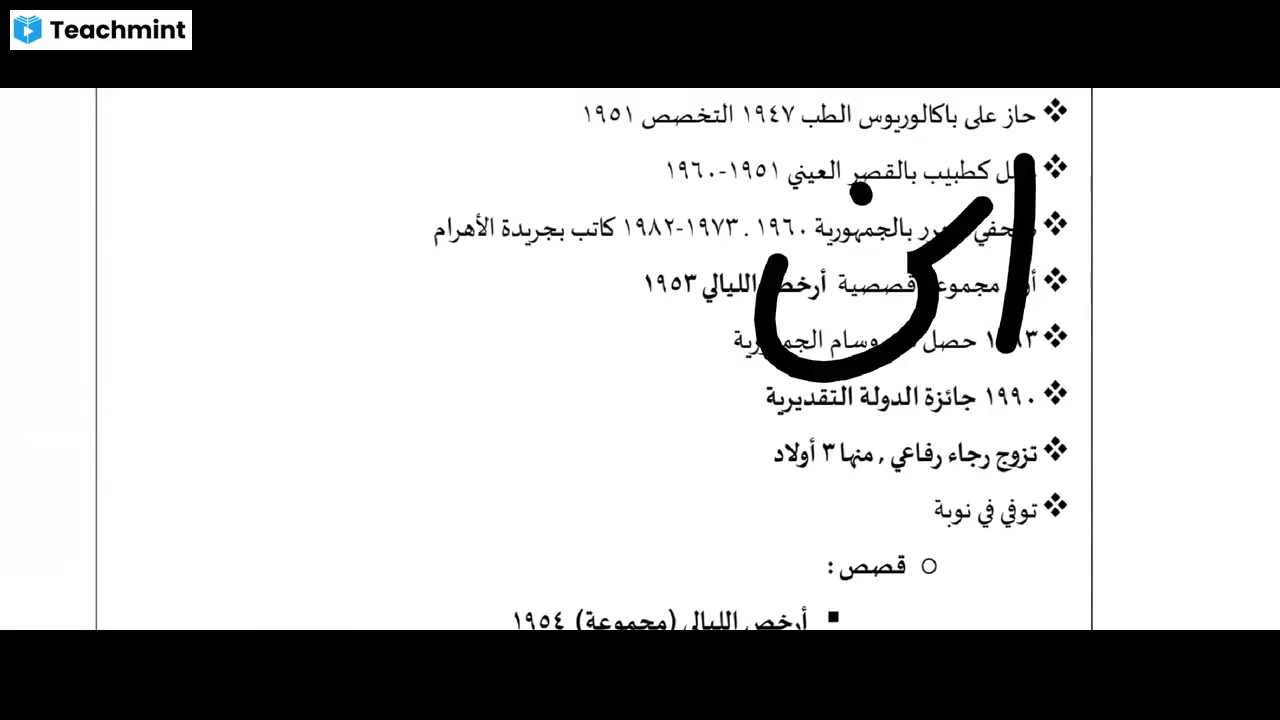 Teachmint
حاز على باكالوريوس الطب ١٩٤٧ التخصص ١٩٥١
كطبيب بالقصر العيني ١٩٥١-١٩٦٠
بالجمهورية ١٩٦٠ . ١٩٧٣-١٩٨٢ كاتب بجريدة الأهرام
قصصية أرخص الليالي ١٩٥٣
حصل وسام الجمهورية
١٩٩٠ جائزة الدولة التقديرية
تزوج رجاء رفاعي , منها ٣ أولاد
توفي في نوبة
قصص :
أرخص الليالي (مجموعة) ١٩٥٤